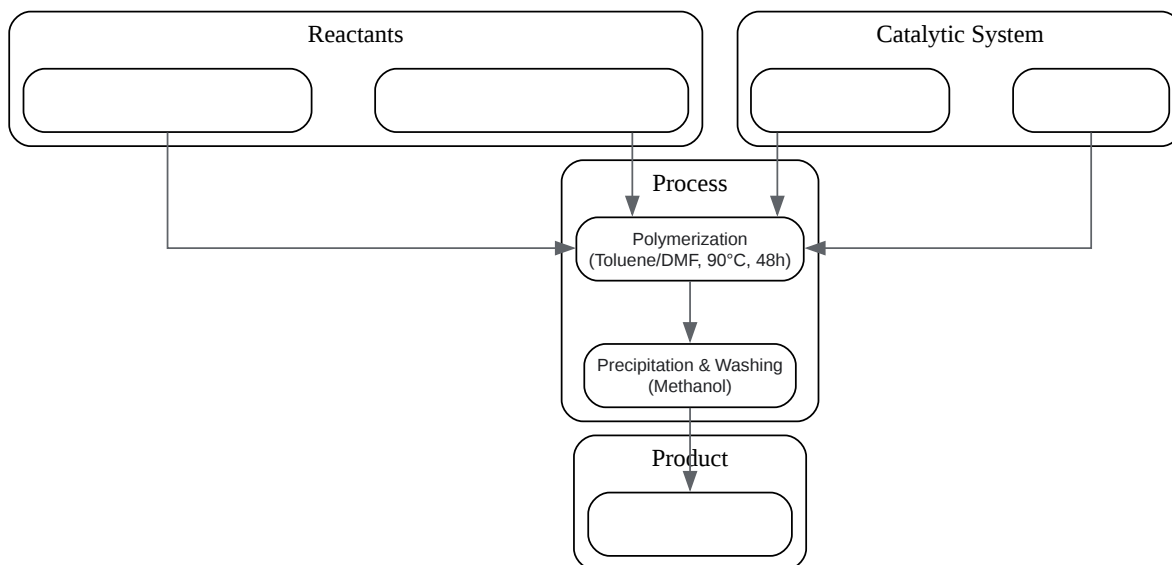 Reactants
Catalytic System
Process
Polymerization
(Toluene/DMF, 90°C, 48h)
Precipitation & Washing
(Methanol)
Product